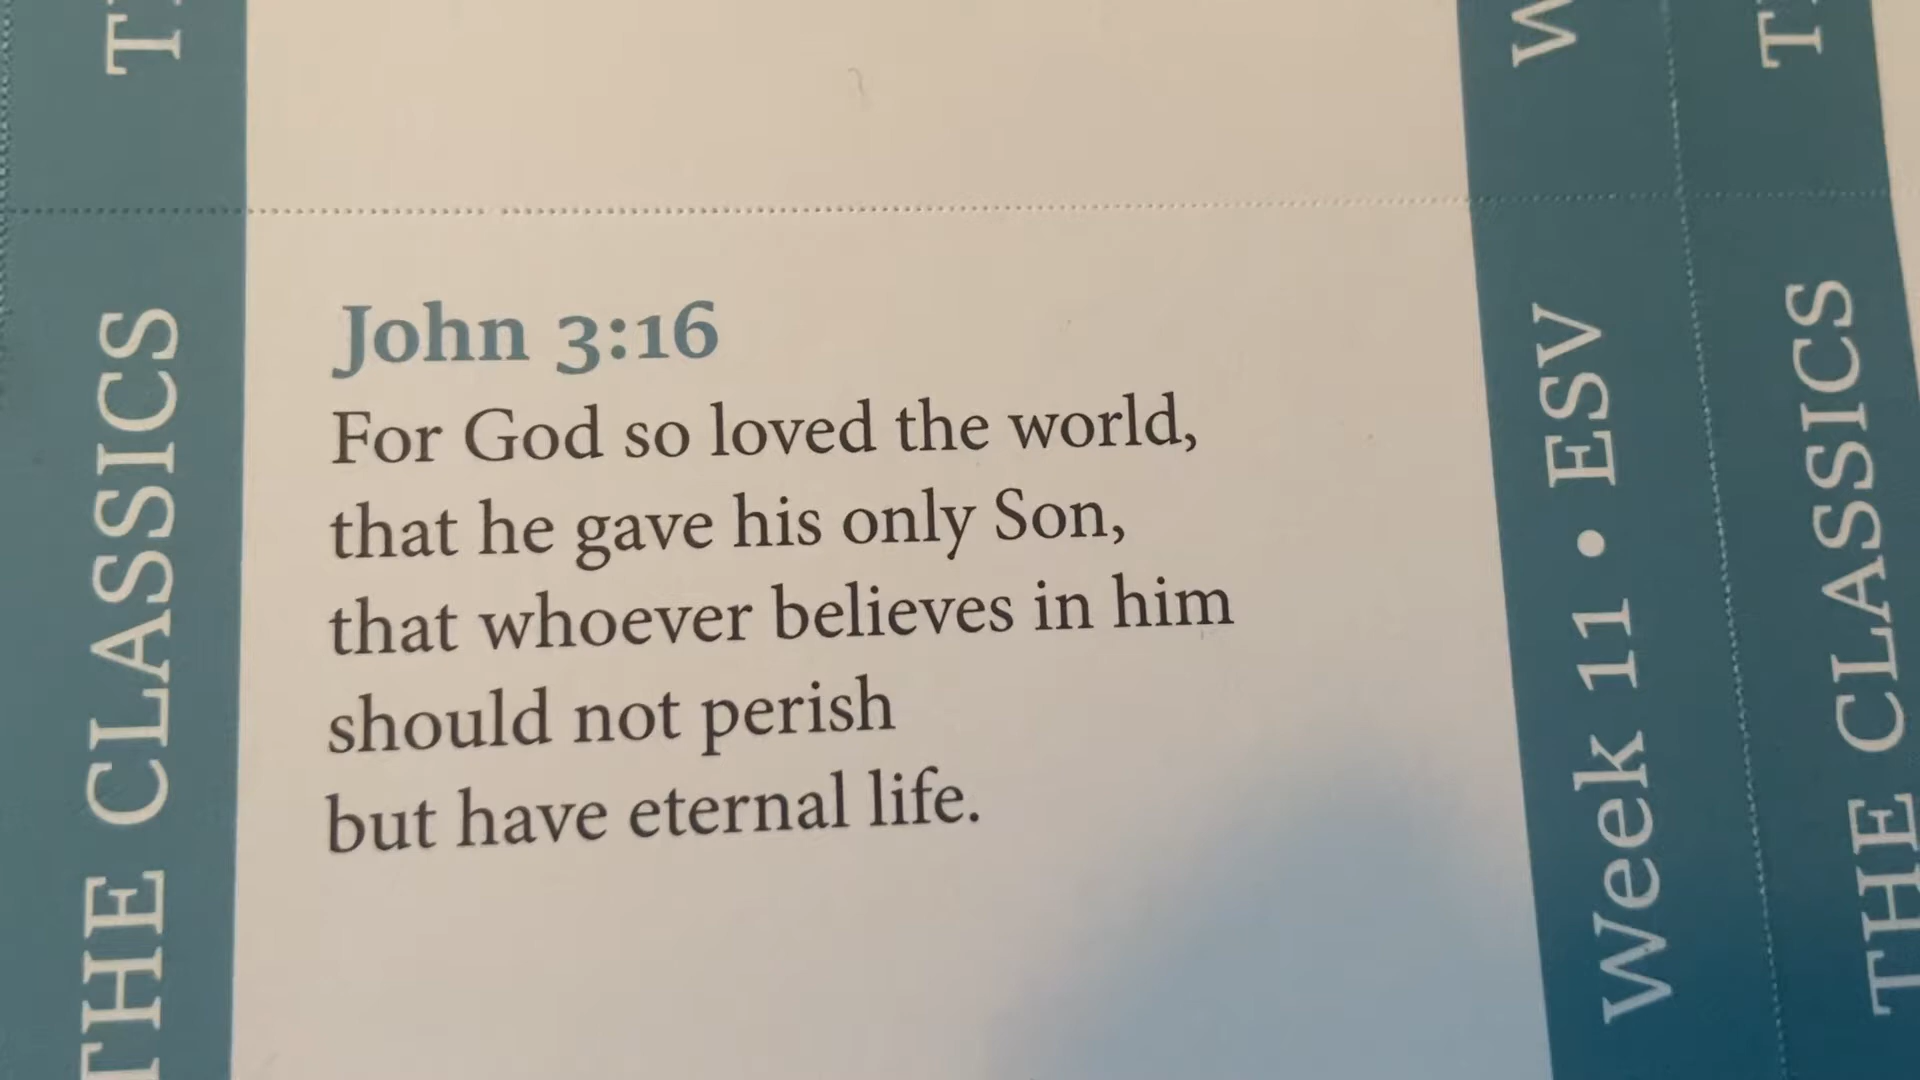 THE CLASSICS
John 3:16
For God so loved the world,
that he gave his only Son,
that whoever believes in him
should not perish
but have eternal life.
Week 11 • ESV
THE CLASSICS